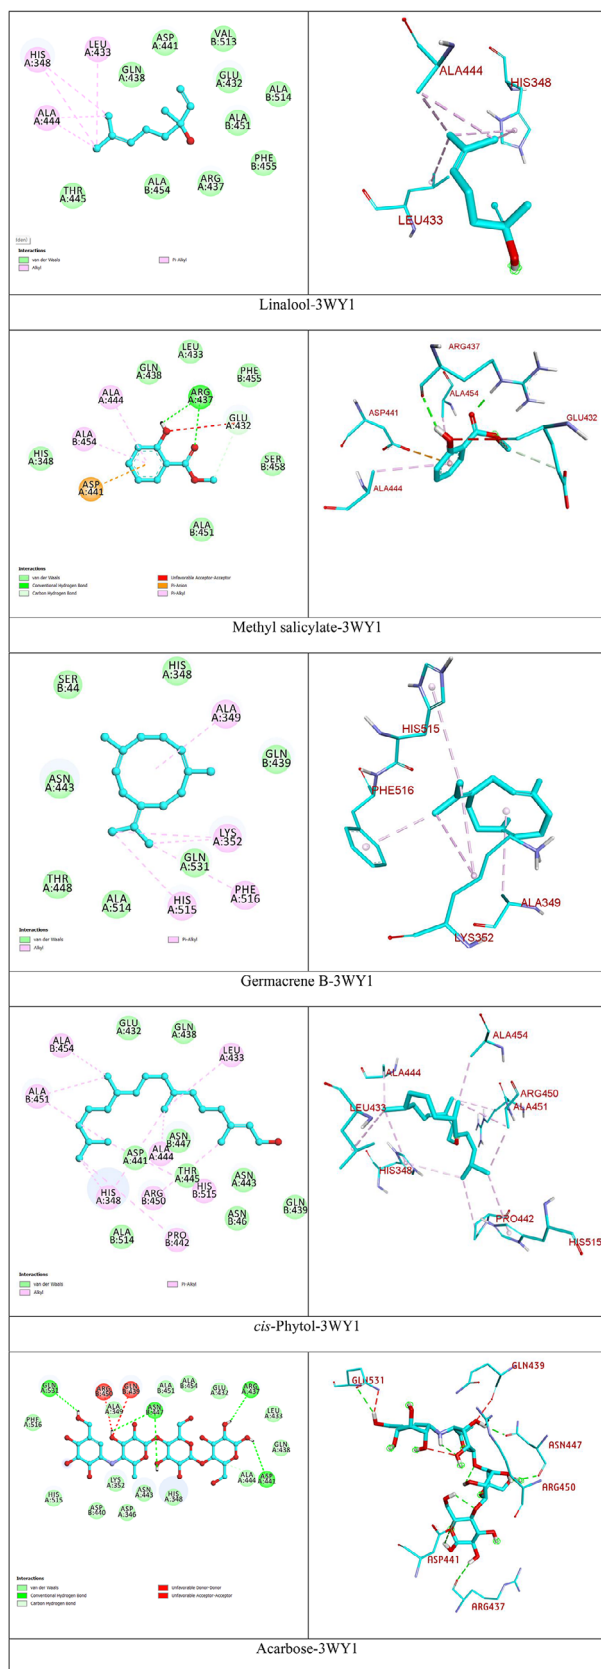 HIS
A:348
LEU
A:433
ASP
A:441
VAL
B:513
GLN
A:438
GLU
A:432
ALA
B:514
ALA
A:444
ALA
B:451
PHE
A:455
THR
A:445
ALA
B:454
ARG
A:437
Interactions
van der Waals
Alkyl
Pi-Alkyl
ALA444
HIS348
LEU433
Linalool-3WY1
LEU
A:433
GLN
A:438
PHE
B:455
ALA
A:444
ARG
A:437
GLU
A:432
ALA
B:454
HIS
A:348
SER
B:458
ASP
A:441
ALA
B:451
Interactions
van der Waals
Conventional Hydrogen Bond
Carbon Hydrogen Bond
Unfavorable Acceptor-Acceptor
Pi-Anion
Pi-Alkyl
ARG437
ALA454
ASP441
GLU432
ALA444
Methyl salicylate-3WY1
SER
B:44
HIS
A:348
ALA
A:349
GLN
B:439
ASN
A:443
LYS
A:352
GLN
A:531
THR
A:448
ALA
A:514
HIS
A:515
PHE
A:516
Interactions
van der Waals
Alkyl
Pi-Alkyl
HIS515
PHE516
ALA349
LYS352
Germacrene B-3WY1
GLU
A:432
GLN
A:438
ALA
B:454
LEU
A:433
ALA
B:451
ASN
B:447
ASP
A:441
ALA
A:444
THR
A:445
ASN
A:443
HIS
A:348
ARG
B:450
HIS
B:515
GLN
B:439
ASN
B:46
ALA
B:514
PRO
B:442
Interactions
van der Waals
Alkyl
Pi-Alkyl
ALA454
ALA444
ARG450
LEU433
ALA451
HIS348
PRO442
HIS515
cis-Phytol-3WY1
GLN
A:531
GLN
B:439
ALA
B:451
ALA
B:454
GLU
A:432
ARG
A:437
ALA
A:349
ASN
B:447
LEU
A:433
PHE
A:516
GLN
A:438
LYS
A:352
ASN
A:443
HIS
A:348
ALA
A:444
ASP
A:441
HIS
A:515
ASP
B:440
ASP
A:346
Interactions
van der Waals
Conventional Hydrogen Bond
Carbon Hydrogen Bond
Unfavorable Donor-Donor
Unfavorable Acceptor-Acceptor
GLN439
ASN447
ARG450
ASP441
ARG437
Acarbose-3WY1